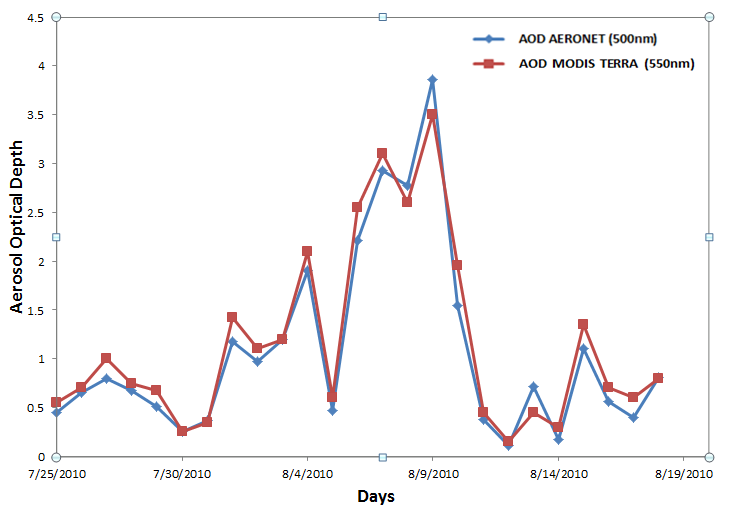 4.5
AOD AERONET (500nm)
AOD MODIS TERRA (550nm)
4
3.5
3
2.5
2
1.5
1
0.5
0
Aerosol Optical Depth
7/25/2010 7/30/2010 8/4/2010 8/9/2010 8/14/2010 8/19/2010
Days